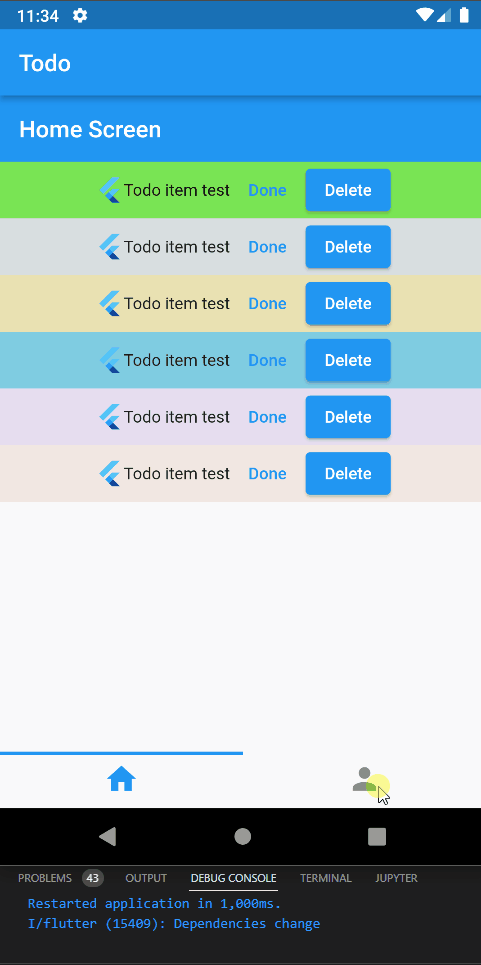 11:34
Todo
Home Screen
Todo item test Done Delete
Todo item test Done Delete
Todo item test Done Delete
Todo item test Done Delete
Todo item test Done Delete
Todo item test Done Delete
PROBLEMS 43 OUTPUT DEBUG CONSOLE TERMINAL JUPYTER
Restarted application in 1,000ms.
I/flutter (15409): Dependencies change